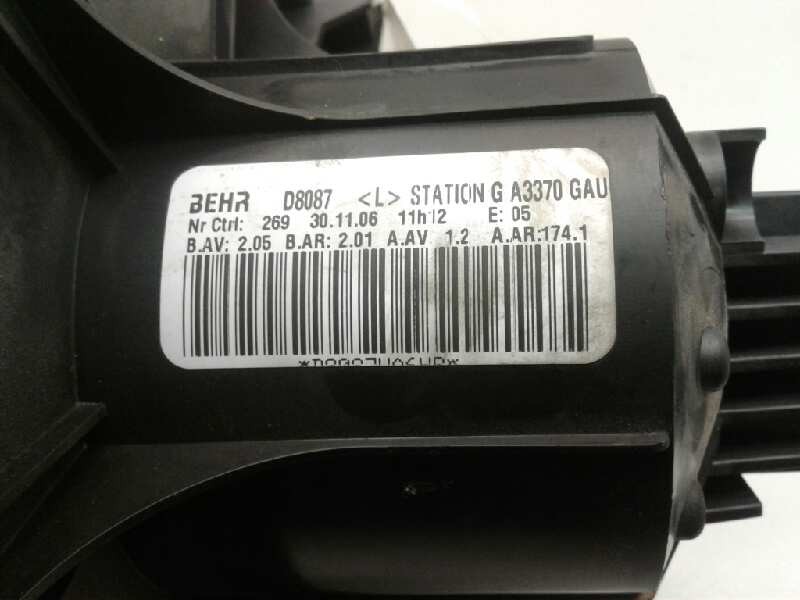 BEHR D8087 <L> STATION G A3370 GAU
Nr Ctrl: 269 30.11.06 11h12 E: 05
B.AV: 2.05 B.AR: 2.01 A.AV 1.2 A.AR:174.1